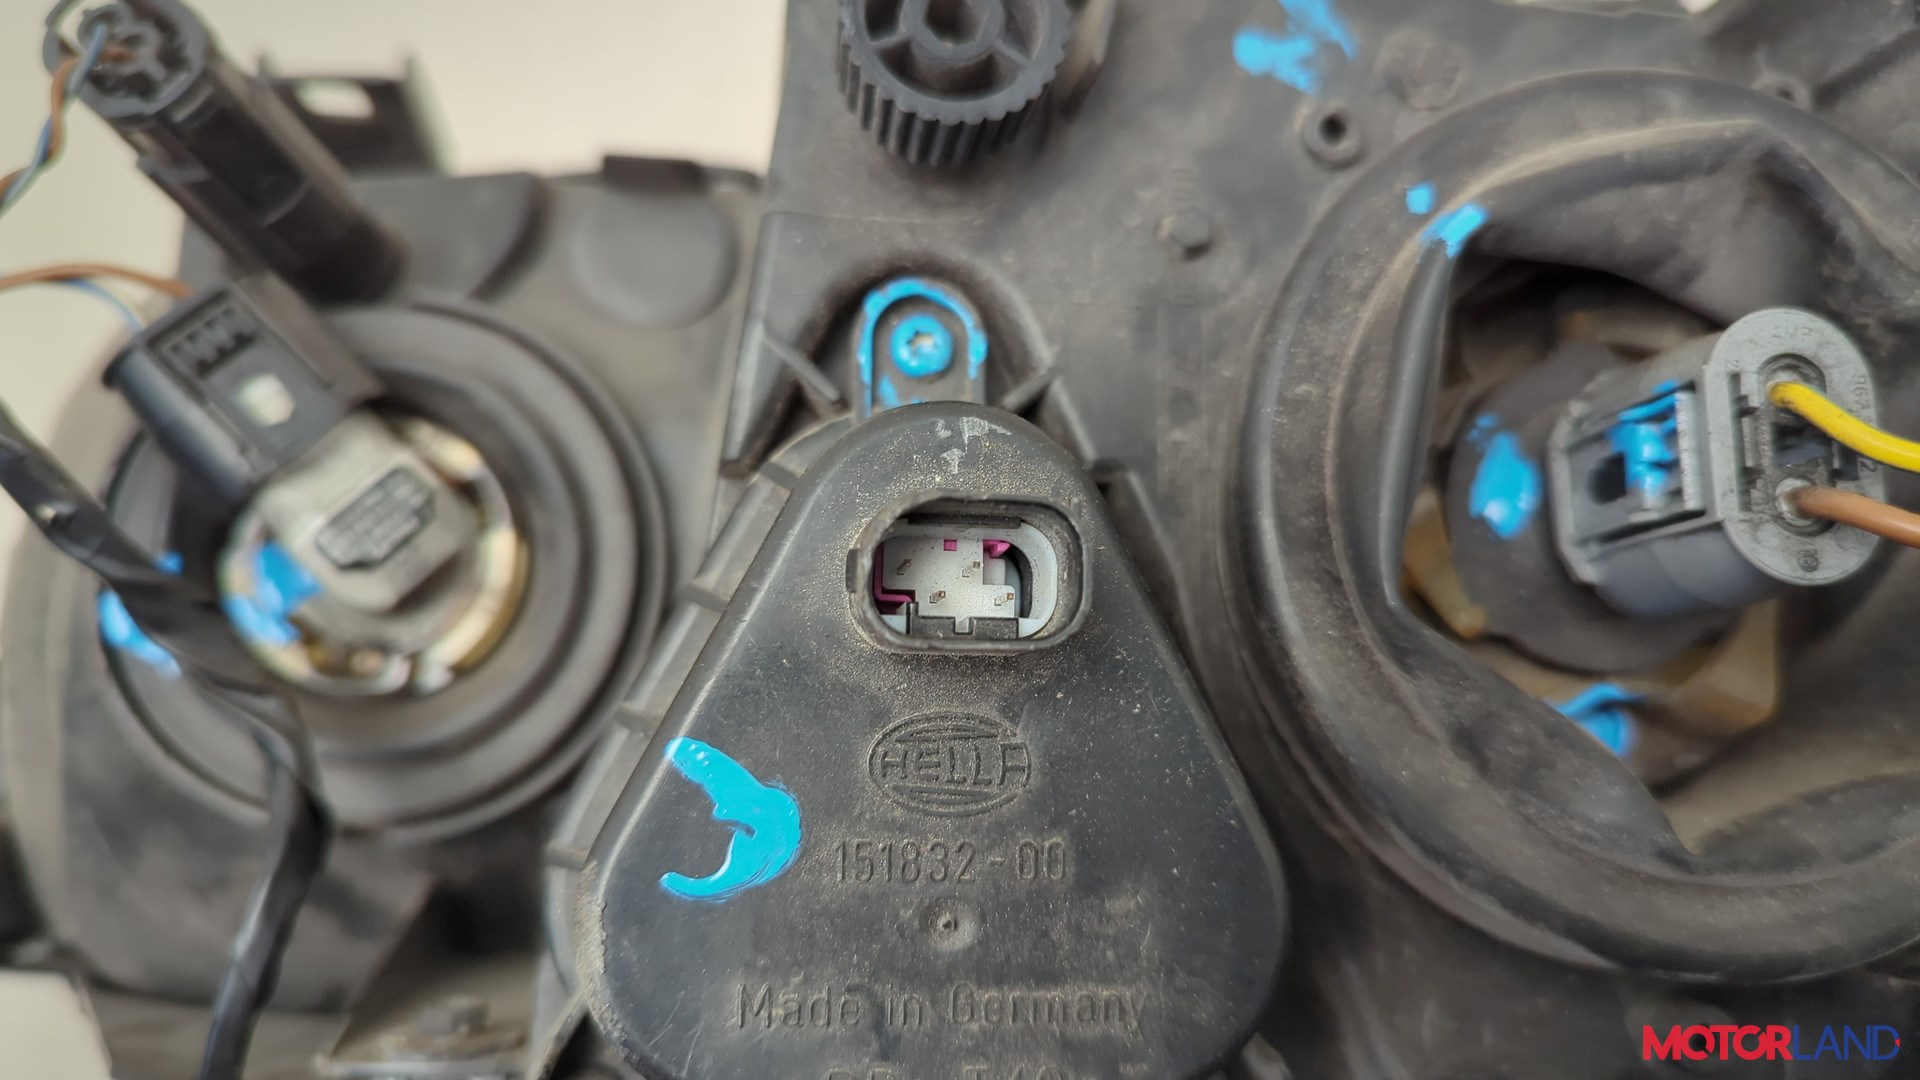 HELLA
151832-00
Made in Germany
MOTORLAND